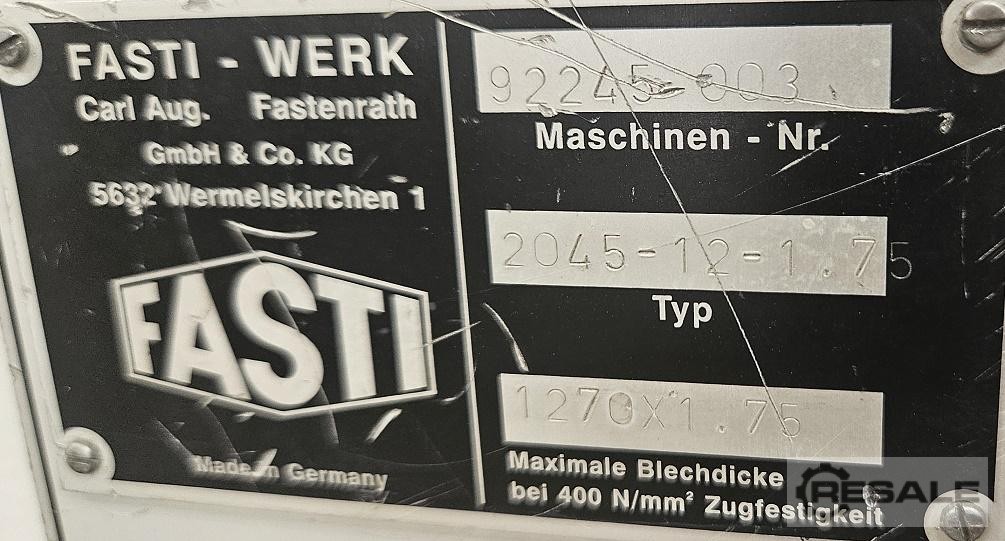 FASTI - WERK
Carl Aug. Fastenrath
GmbH & Co. KG
5632 Wermelskirchen 1
FASTI
Made in Germany
92245-003
Maschinen - Nr.
2045-12-1.75
Typ
1270X1.75
Maximale Blechdicke
bei 400 N/mm² Zugfestigkeit
RESALE